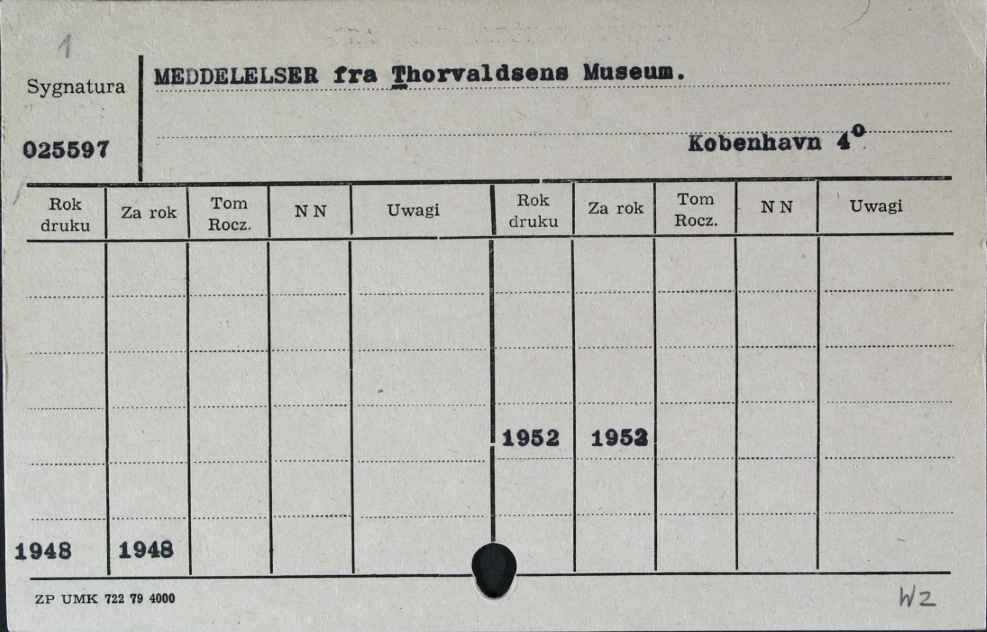 1
Sygnatura
MEDDELELSER fra Thorvaldsens Museum.
025597
Kobenhavn 4º
Rok druku Za rok Tom Rocz. N N Uwagi Rok druku Za rok Tom Rocz. N N Uwagi
1952 1952
1948 1948
ZP UMK 722 79 4000
Wz